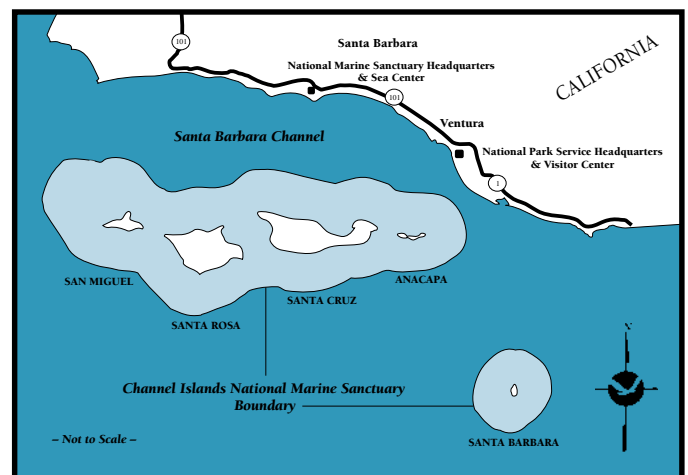 101
Santa Barbara
National Marine Sanctuary Headquarters
& Sea Center
CALIFORNIA
101
Ventura
Santa Barbara Channel
National Park Service Headquarters
& Visitor Center
1
SAN MIGUEL
ANACAPA
SANTA CRUZ
SANTA ROSA
N
Channel Islands National Marine Sanctuary
Boundary
– Not to Scale –
SANTA BARBARA